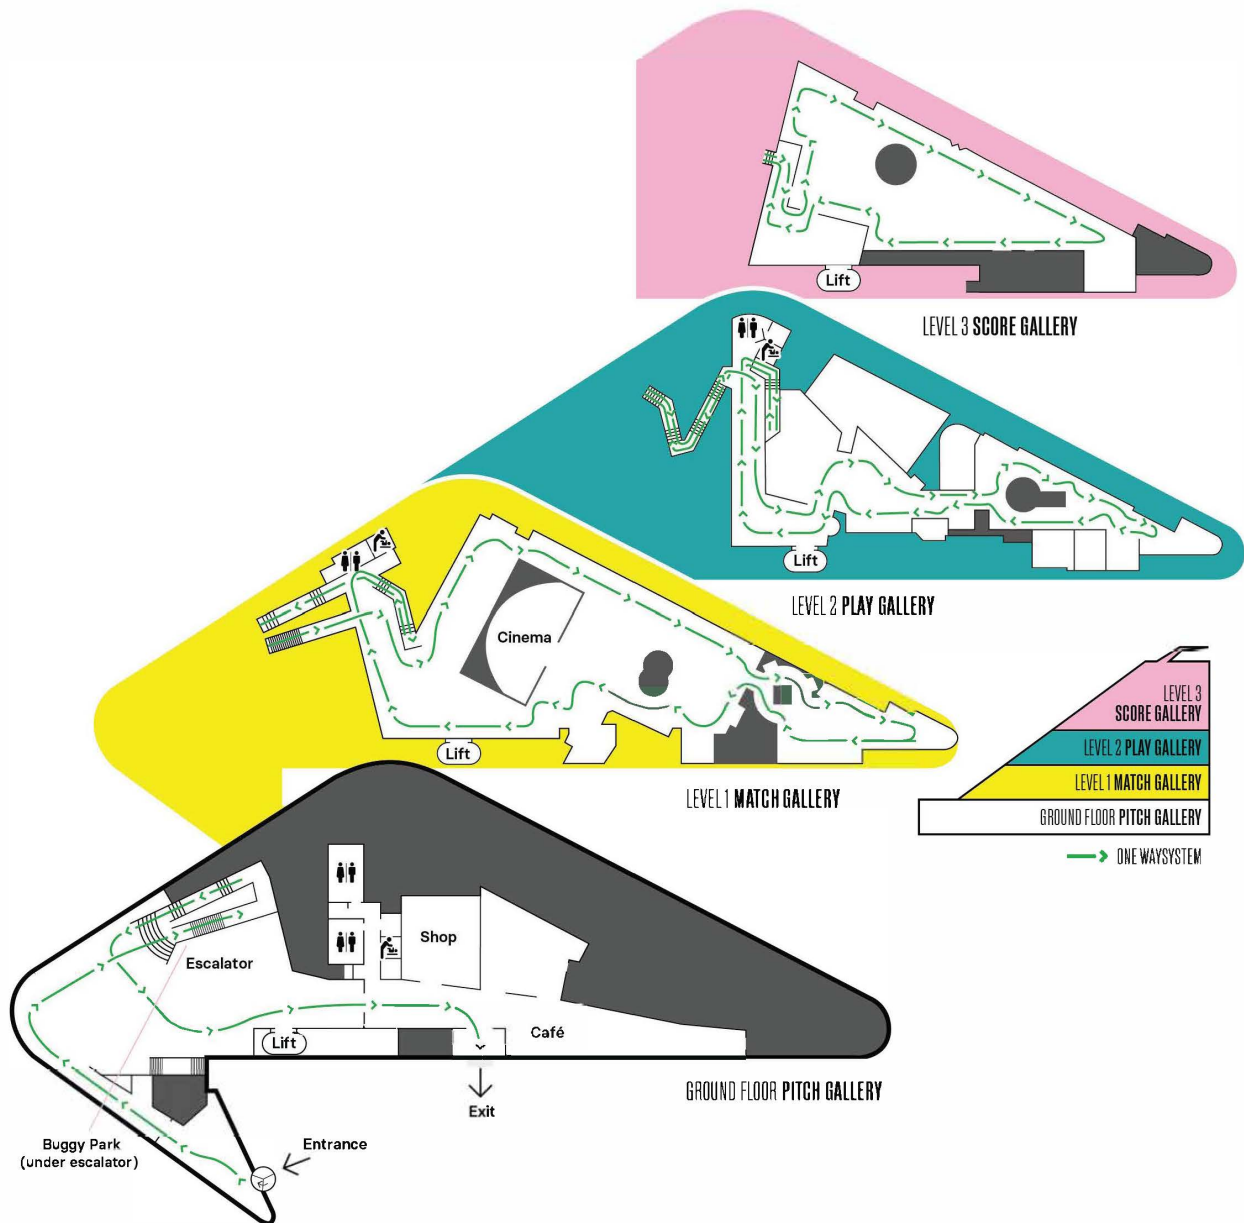 Lift
LEVEL 3 SCORE GALLERY
Lift
LEVEL 2 PLAY GALLERY
Cinema
Lift
LEVEL 1 MATCH GALLERY
LEVEL 3
SCORE GALLERY
LEVEL 2 PLAY GALLERY
LEVEL 1 MATCH GALLERY
GROUND FLOOR PITCH GALLERY
ONE WAYSYSTEM
Shop
Escalator
Café
Lift
GROUND FLOOR PITCH GALLERY
Exit
Entrance
Buggy Park
(under escalator)